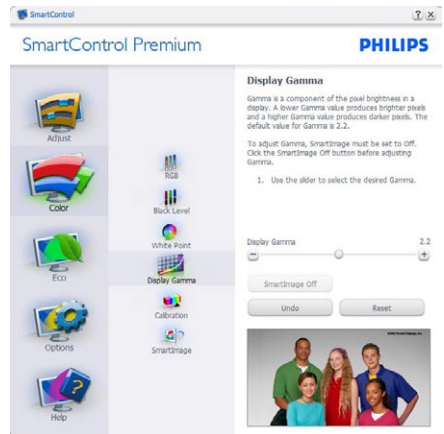 SmartControl
? x
SmartControl Premium
PHILIPS
Adjust
Color
Eco
Options
Help
RGB
Black Level
White Point
Display Gamma
Calibration
SmartImage
Display Gamma
Gamma is a component of the pixel brightness in a
display. A lower Gamma value produces brighter pixels
and a higher Gamma value produces darker pixels. The
default value for Gamma is 2.2.
To adjust Gamma, SmartImage must be set to Off.
Click the SmartImage Off button before adjusting
Gamma.
1. Use the slider to select the desired Gamma.
Display Gamma 2.2
SmartImage Off
Undo Reset